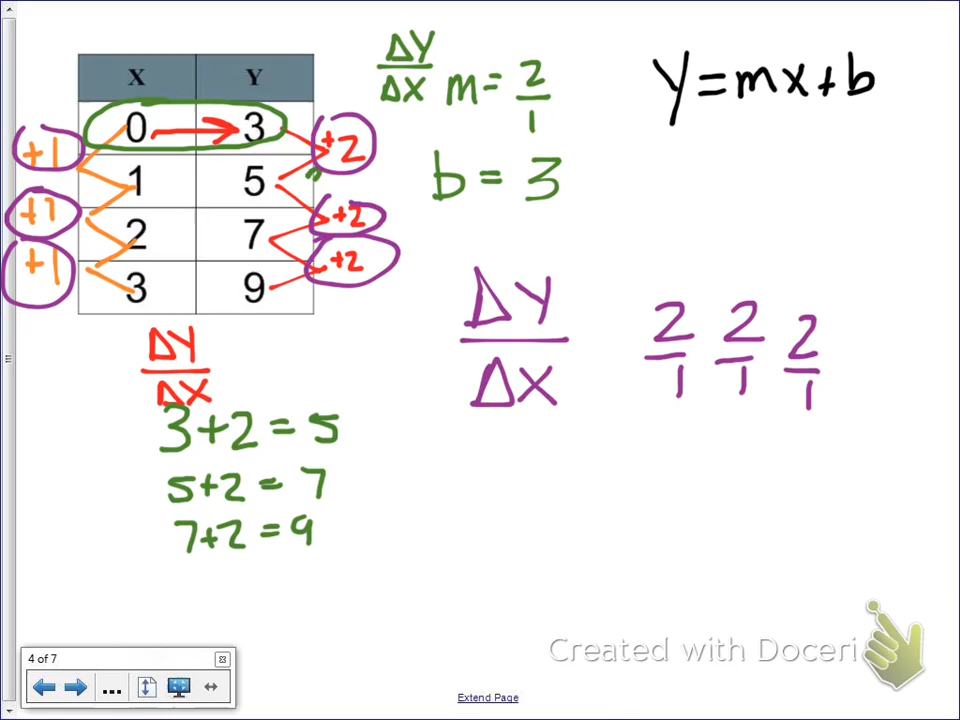 X Y
0 3
1 5
2 7
3 9
+1
+1
+1
+2
+2
+2
ΔY
ΔX
m = 2/1
b = 3
Y = mx + b
ΔY
ΔX
2/1 2/1 2/1
ΔY
ΔX
3+2 = 5
5+2 = 7
7+2 = 9
Created with Doceri
4 of 7
...
Extend Page